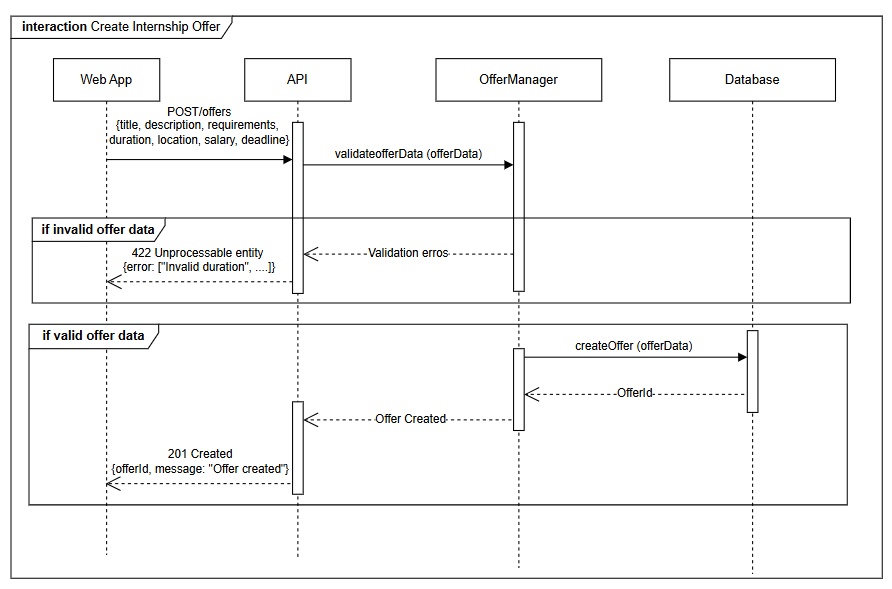 interaction Create Internship Offer
Web App
API
OfferManager
Database
POST/offers
{title, description, requirements,
duration, location, salary, deadline}
validateofferData (offerData)
if invalid offer data
422 Unprocessable entity
{error: ["Invalid duration", ....]}
Validation erros
if valid offer data
createOffer (offerData)
OfferId
Offer Created
201 Created
{offerId, message: "Offer created"}